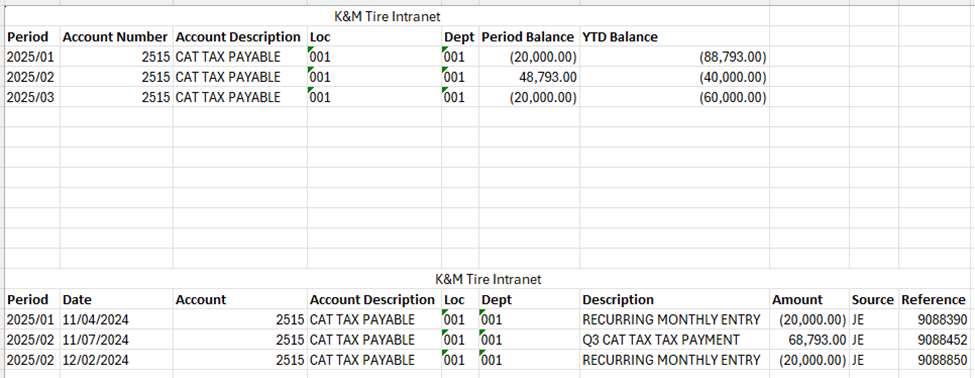 K&M Tire Intranet
Period Account Number Account Description Loc Dept Period Balance YTD Balance
2025/01 2515 CAT TAX PAYABLE 001 001 (20,000.00) (88,793.00)
2025/02 2515 CAT TAX PAYABLE 001 001 48,793.00 (40,000.00)
2025/03 2515 CAT TAX PAYABLE 001 001 (20,000.00) (60,000.00)
K&M Tire Intranet
Period Date Account Account Description Loc Dept Description Amount Source Reference
2025/01 11/04/2024 2515 CAT TAX PAYABLE 001 001 RECURRING MONTHLY ENTRY (20,000.00) JE 9088390
2025/02 11/07/2024 2515 CAT TAX PAYABLE 001 001 Q3 CAT TAX TAX PAYMENT 68,793.00 JE 9088452
2025/02 12/02/2024 2515 CAT TAX PAYABLE 001 001 RECURRING MONTHLY ENTRY (20,000.00) JE 9088850